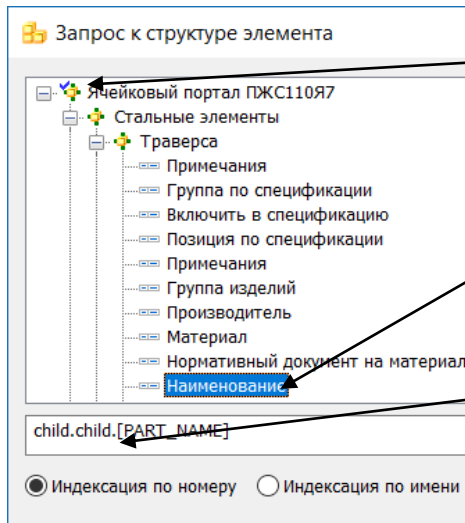 Запрос к структуре элемента
Ячейковый портал ПЖС110Я7
Стальные элементы
Траверса
Примечания
Группа по спецификации
Включить в спецификацию
Позиция по спецификации
Примечания
Группа изделий
Производитель
Материал
Нормативный документ на материал
Наименование
child.child.[PART_NAME]
Индексация по номеру Индексация по имени